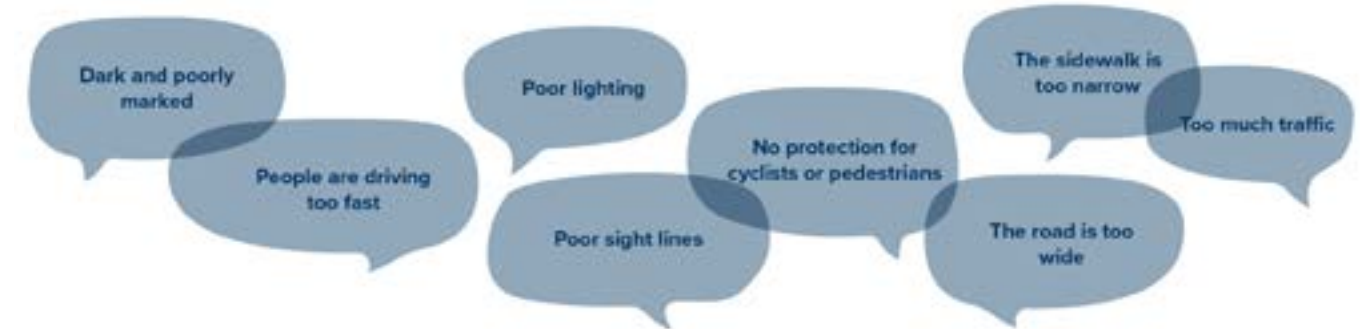 Dark and poorly
marked
People are driving
too fast
Poor lighting
Poor sight lines
No protection for
cyclists or pedestrians
The sidewalk is
too narrow
Too much traffic
The road is too
wide